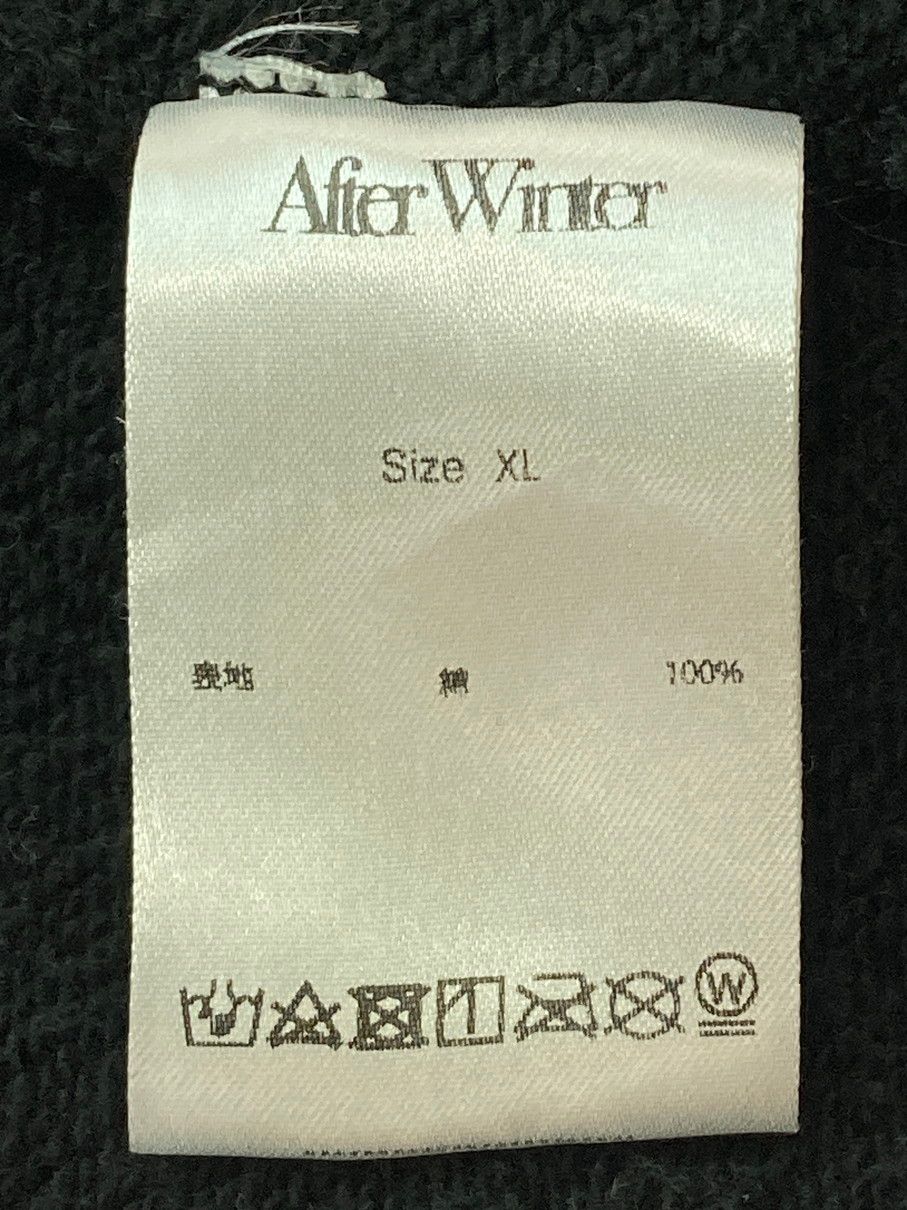 After Winter
Size XL
表地 綿 100%
W